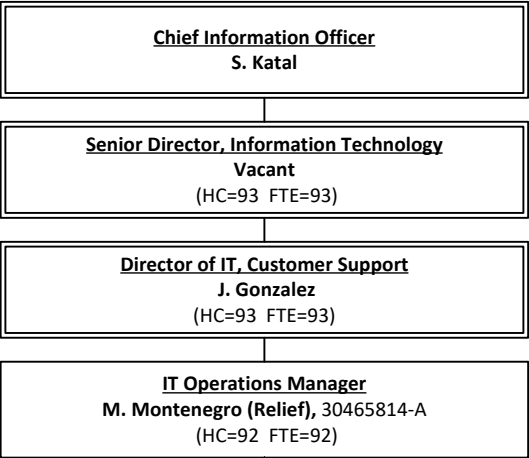 Chief Information Officer
S. Katal
Senior Director, Information Technology
Vacant
(HC=93 FTE=93)
Director of IT, Customer Support
J. Gonzalez
(HC=93 FTE=93)
IT Operations Manager
M. Montenegro (Relief), 30465814-A
(HC=92 FTE=92)